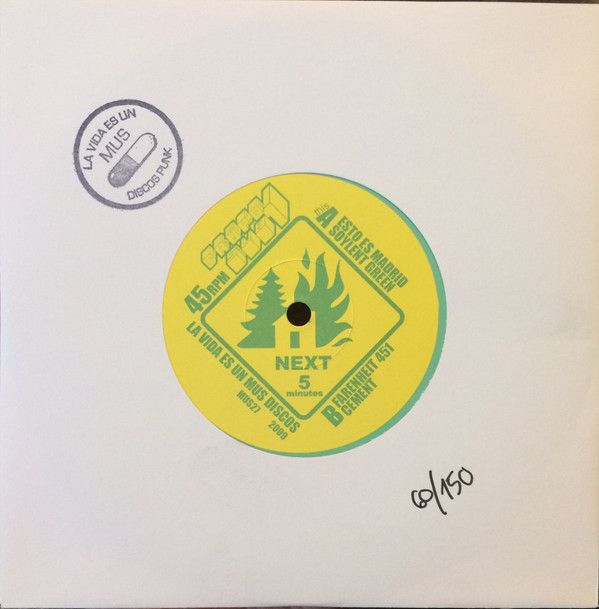 LA VIDA ES UN
MUS
DISCOS PUNK
this A
ESTO ES MADRID
SOYLENT GREEN
45RPM
NEXT
5
minutes
LA VIDA ES UN MUS DISCOS
MUS27 2009
B
FARENHEIT 451
CEMENT
60/150